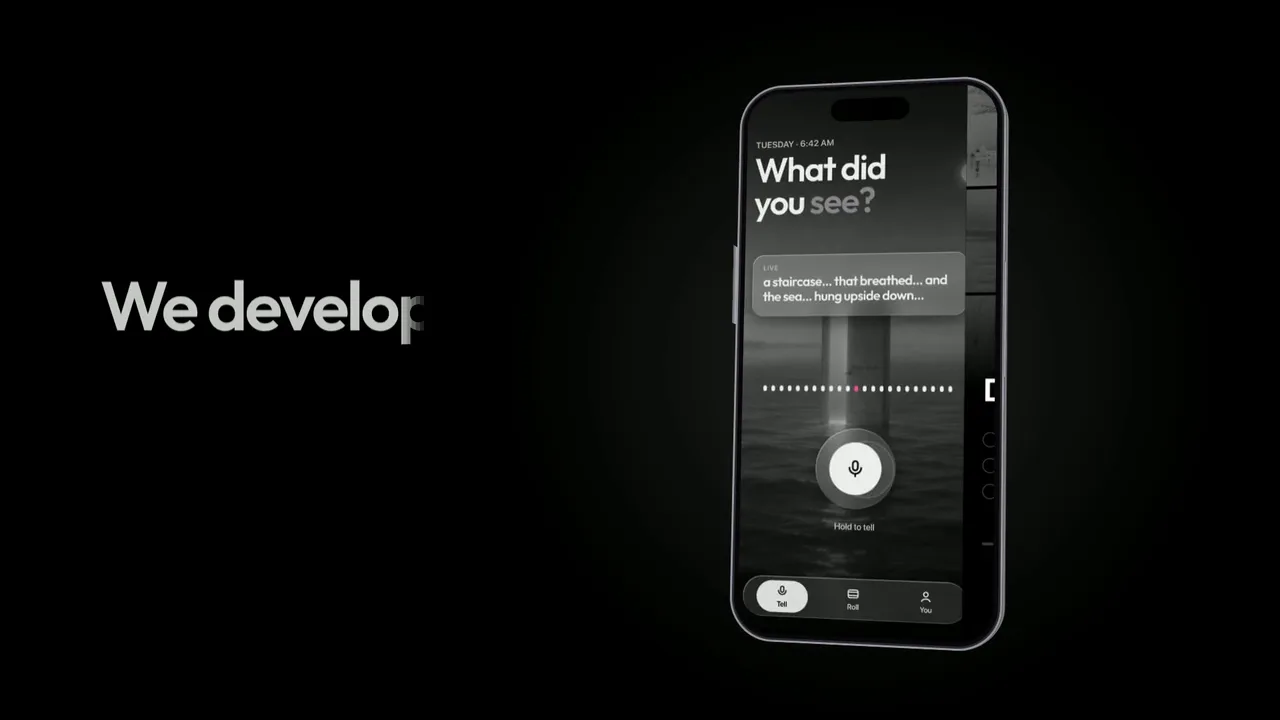 We develop
TUESDAY · 6:42 AM
What did
you see?
LIVE
a staircase... that breathed... and
the sea... hung upside down...
Hold to tell
Tell
Roll
You